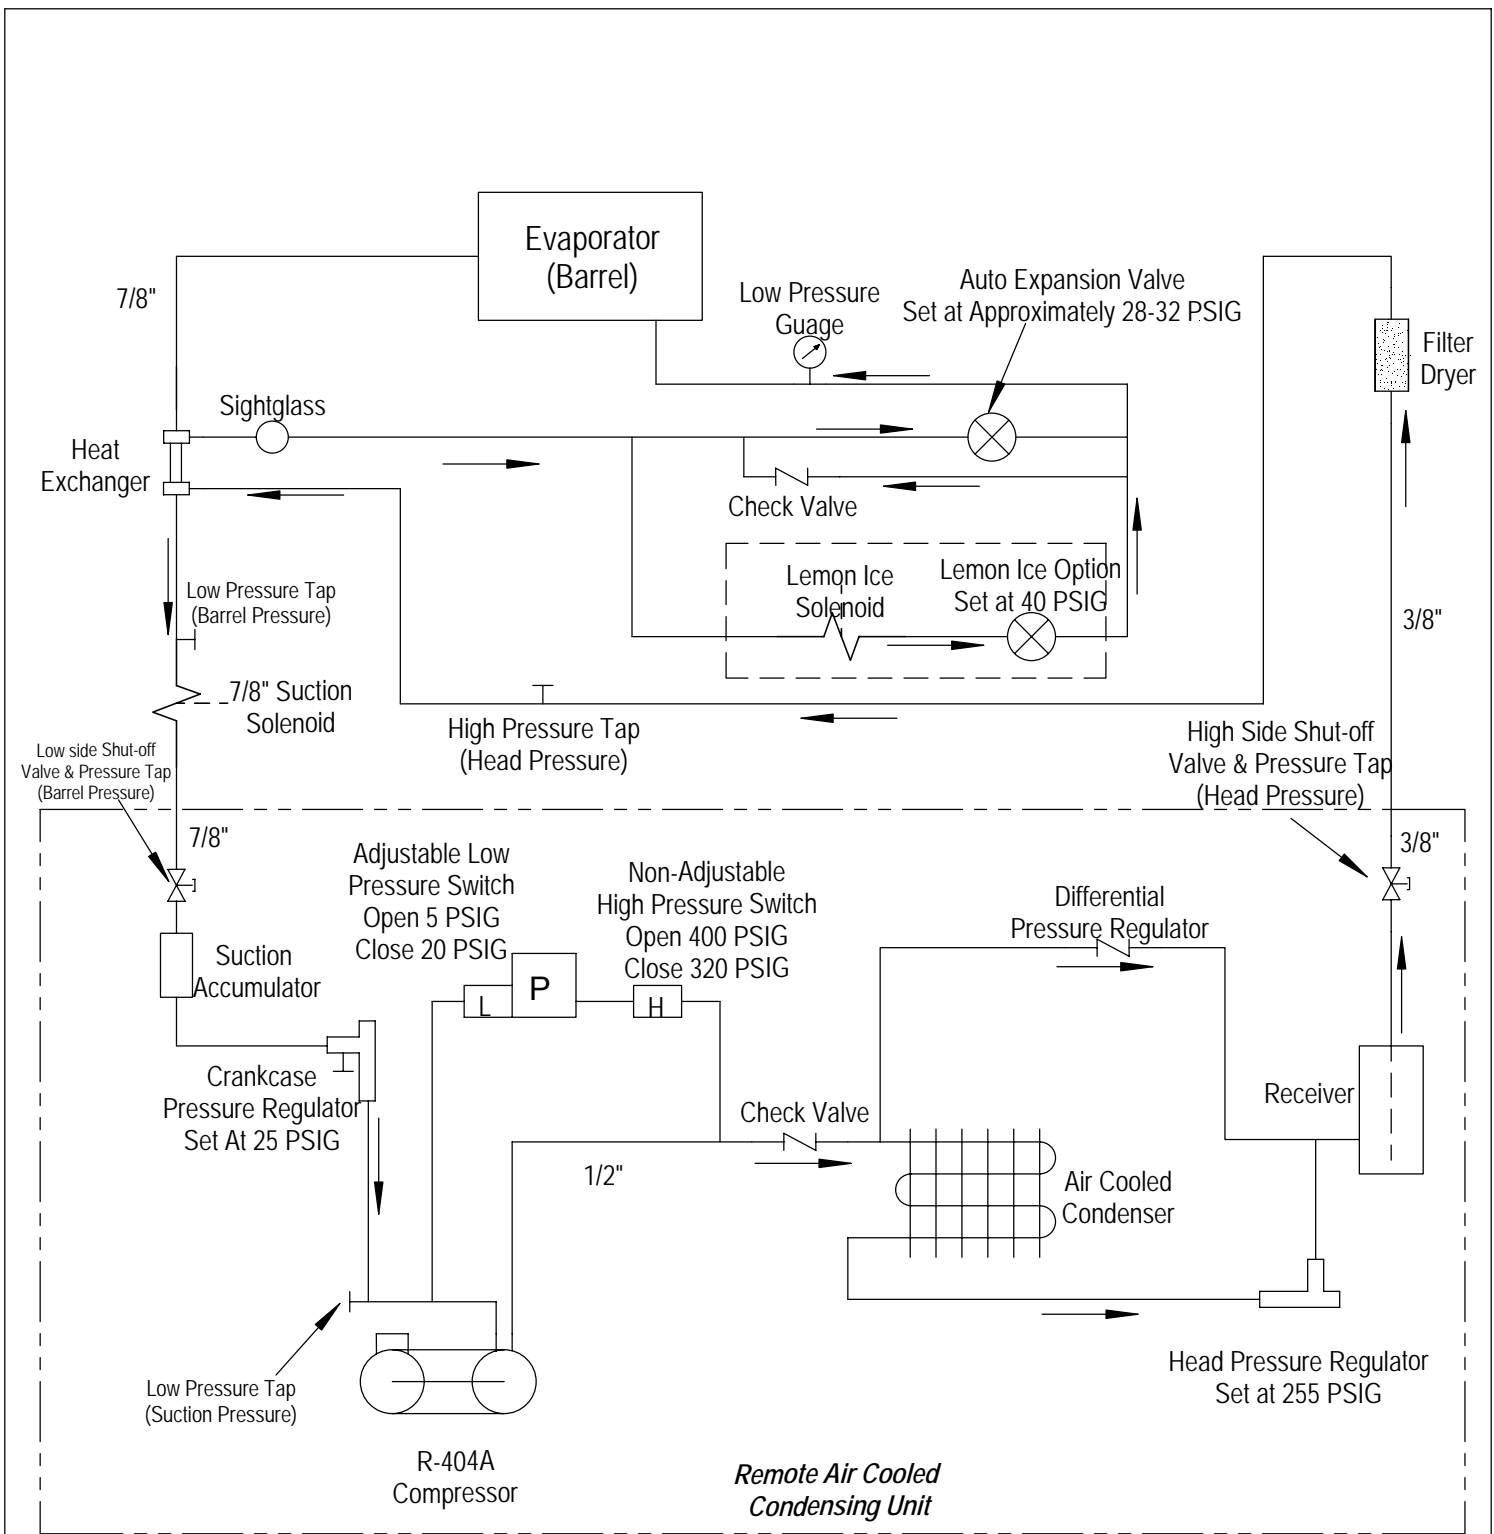 Evaporator
(Barrel)
7/8"
Low Pressure
Guage
Auto Expansion Valve
Set at Approximately 28-32 PSIG
Filter
Dryer
Sightglass
Heat
Exchanger
Check Valve
Lemon Ice
Solenoid
Lemon Ice Option
Set at 40 PSIG
Low Pressure Tap
(Barrel Pressure)
3/8"
7/8" Suction
Solenoid
High Pressure Tap
(Head Pressure)
High Side Shut-off
Valve & Pressure Tap
(Head Pressure)
Low side Shut-off
Valve & Pressure Tap
(Barrel Pressure)
7/8"
3/8"
Adjustable Low
Pressure Switch
Open 5 PSIG
Close 20 PSIG
Non-Adjustable
High Pressure Switch
Open 400 PSIG
Close 320 PSIG
Differential
Pressure Regulator
Suction
Accumulator
L
P
H
Crankcase
Pressure Regulator
Set At 25 PSIG
Check Valve
Receiver
1/2"
Air Cooled
Condenser
Low Pressure Tap
(Suction Pressure)
Head Pressure Regulator
Set at 255 PSIG
R-404A
Compressor
Remote Air Cooled
Condensing Unit